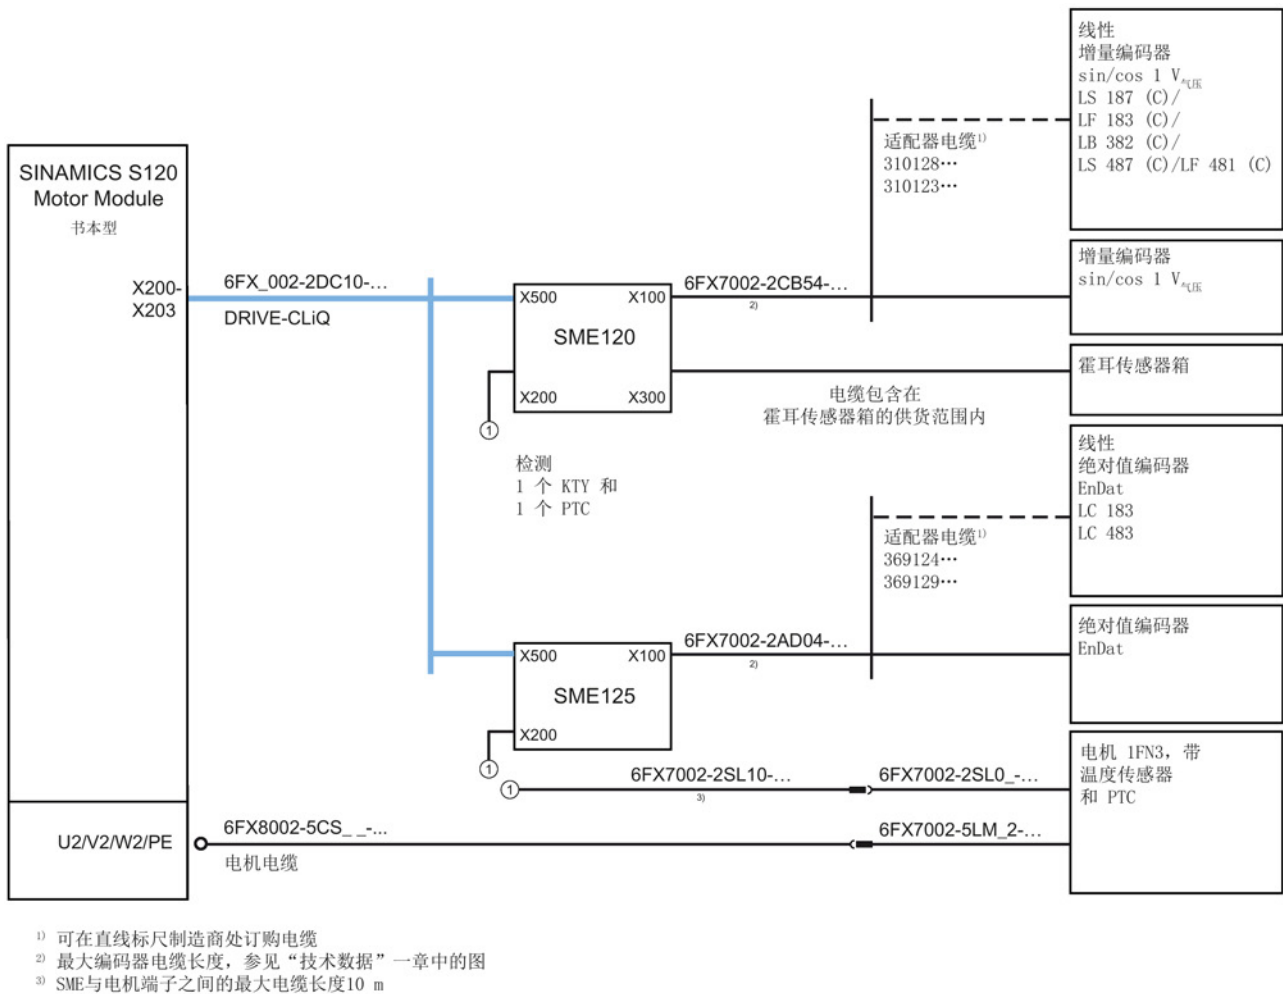 线性
增量编码器
sin/cos 1 V气压
LS 187 (C)/
LF 183 (C)/
LB 382 (C)/
LS 487 (C)/LF 481 (C)
适配器电缆1)
310128…
310123…
SINAMICS S120
Motor Module
书本型
X200-
X203
6FX_002-2DC10-...
DRIVE-CLiQ
X500
X100
SME120
X200
X300
6FX7002-2CB54-...
2)
增量编码器
sin/cos 1 V气压
霍耳传感器箱
电缆包含在
霍耳传感器箱的供货范围内
1
检测
1 个 KTY 和
1 个 PTC
线性
绝对值编码器
EnDat
LC 183
LC 483
适配器电缆1)
369124…
369129…
X500
X100
SME125
X200
1
6FX7002-2AD04-...
2)
绝对值编码器
EnDat
1
6FX7002-2SL10-...
3)
6FX7002-2SL0_-...
电机 1FN3，带
温度传感器
和 PTC
U2/V2/W2/PE
6FX8002-5CS_ _-...
电机电缆
6FX7002-5LM_2-...
1) 可在直线标尺制造商处订购电缆
2) 最大编码器电缆长度，参见“技术数据”一章中的图
3) SME与电机端子之间的最大电缆长度10 m